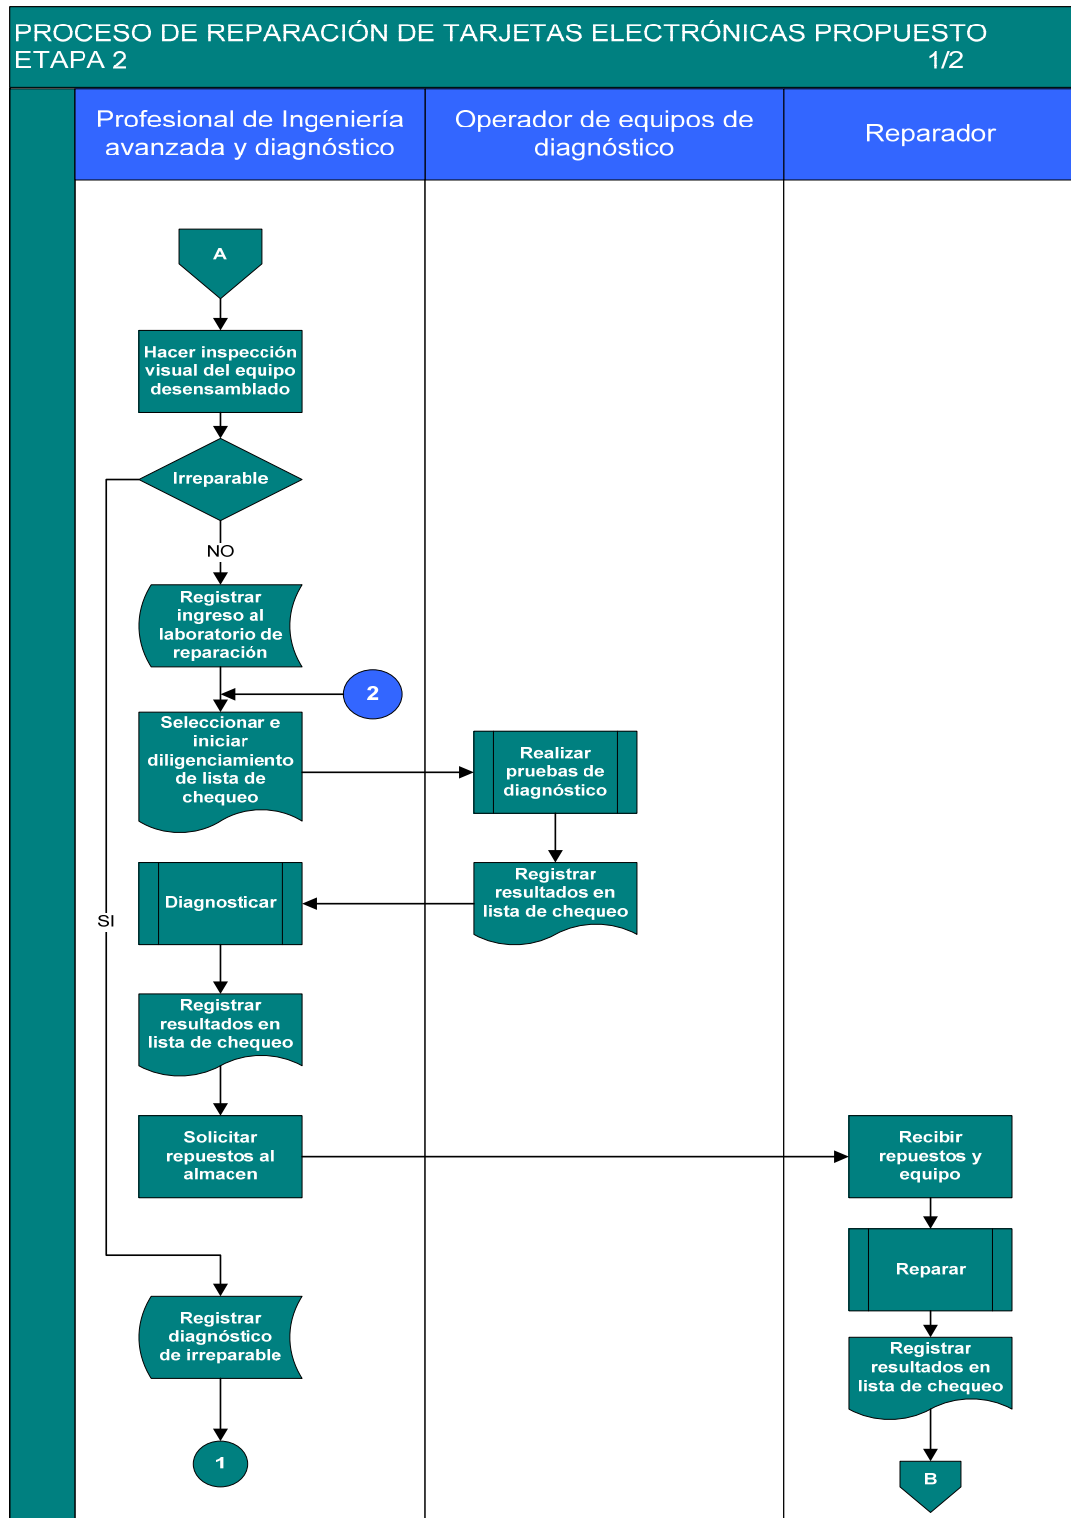 PROCESO DE REPARACIÓN DE TARJETAS ELECTRÓNICAS PROPUESTO
ETAPA 2 1/2
Profesional de Ingeniería
avanzada y diagnóstico
Operador de equipos de
diagnóstico
Reparador
A
Hacer inspección
visual del equipo
desensamblado
Irreparable
NO
Registrar
ingreso al
laboratorio de
reparación
2
Seleccionar e
iniciar
diligenciamiento
de lista de
chequeo
Realizar
pruebas de
diagnóstico
Registrar
resultados en
lista de chequeo
Diagnosticar
SI
Registrar
resultados en
lista de chequeo
Solicitar
repuestos al
almacen
Recibir
repuestos y
equipo
Reparar
Registrar
diagnóstico
de irreparable
Registrar
resultados en
lista de chequeo
1
B